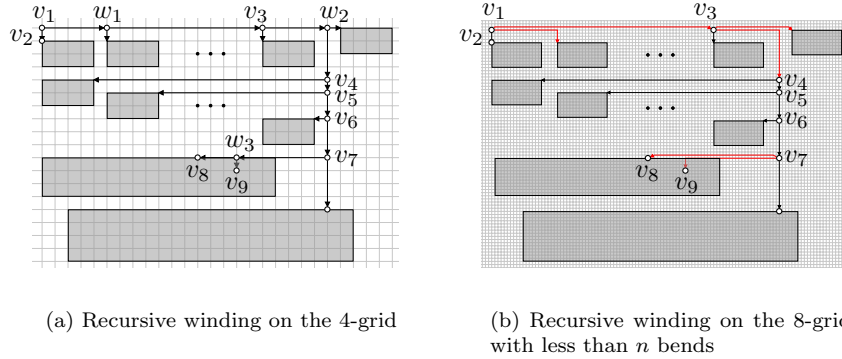 v1 w1 v3 w2
v2
v4
v5
v6
w3
v7
v8
v9
v1 v3
v2
v4
v5
v6
v7
v8 v9
(a) Recursive winding on the 4-grid
(b) Recursive winding on the 8-grid
with less than n bends